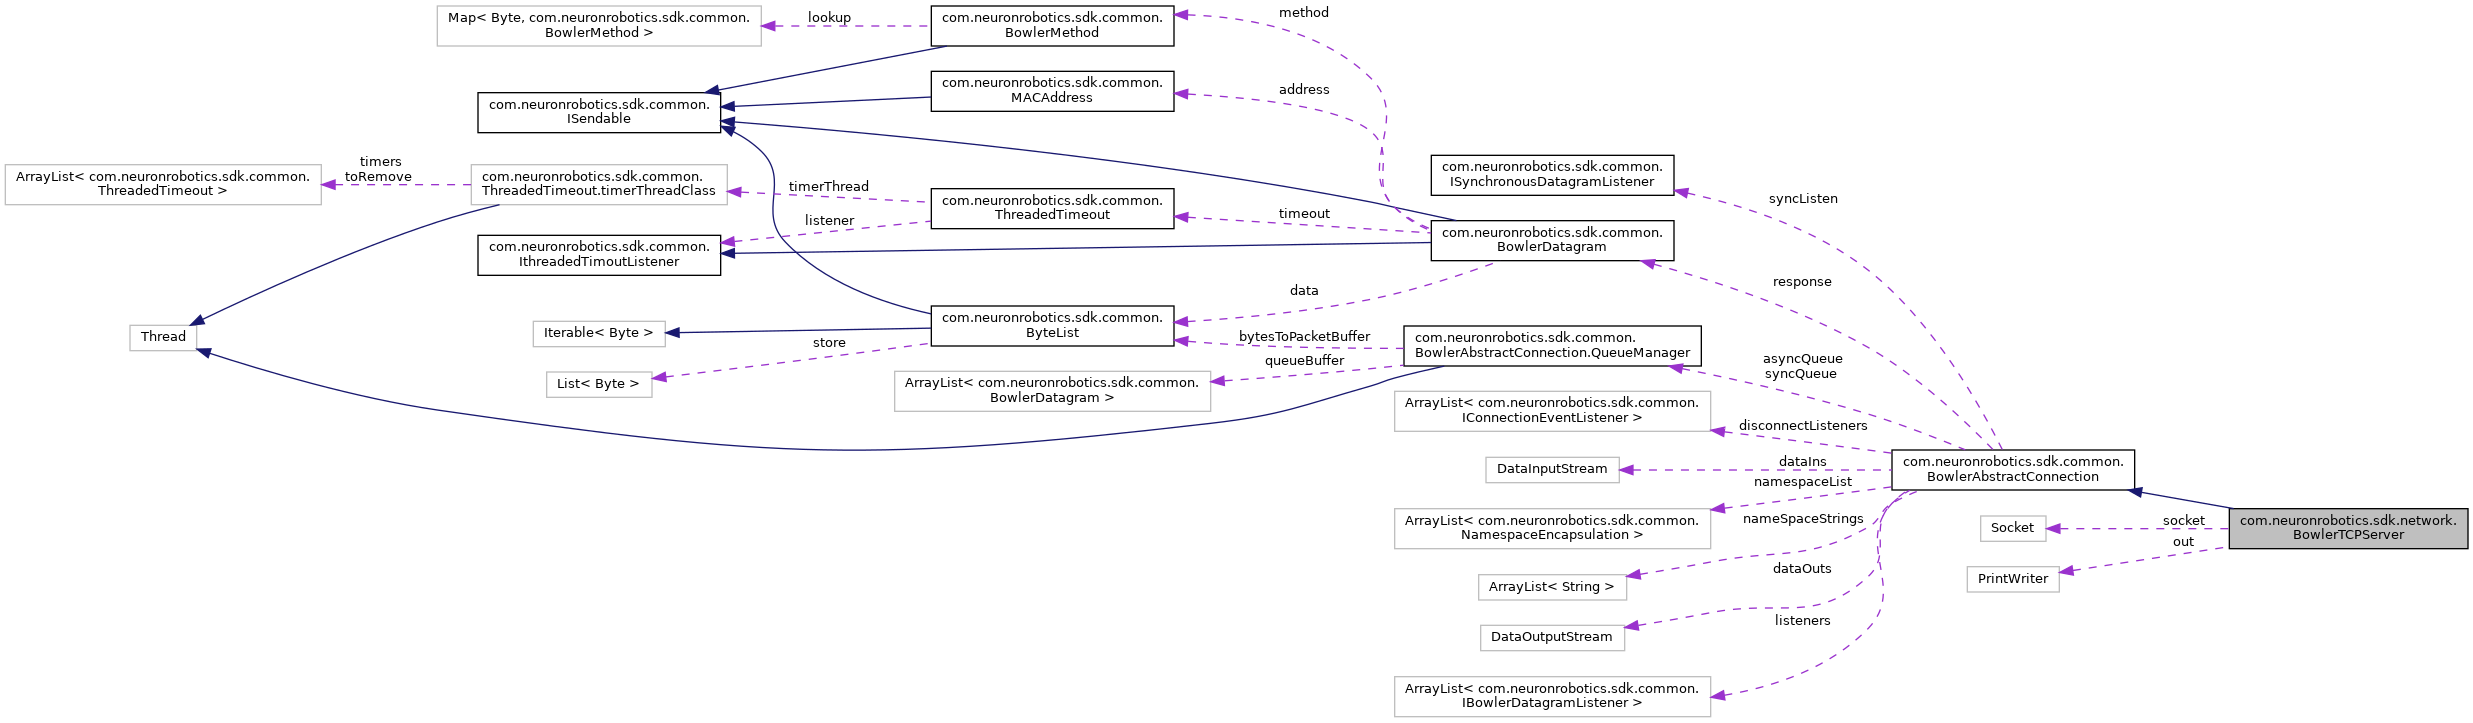 Map< Byte, com.neuronrobotics.sdk.common.
BowlerMethod >
lookup
com.neuronrobotics.sdk.common.
BowlerMethod
method
com.neuronrobotics.sdk.common.
MACAddress
address
com.neuronrobotics.sdk.common.
ISendable
ArrayList< com.neuronrobotics.sdk.common.
ThreadedTimeout >
timers
toRemove
com.neuronrobotics.sdk.common.
ThreadedTimeout.timerThreadClass
timerThread
listener
com.neuronrobotics.sdk.common.
ThreadedTimeout
timeout
com.neuronrobotics.sdk.common.
ISynchronousDatagramListener
syncListen
com.neuronrobotics.sdk.common.
BowlerDatagram
com.neuronrobotics.sdk.common.
IthreadedTimoutListener
response
data
Thread
Iterable< Byte >
com.neuronrobotics.sdk.common.
ByteList
store
List< Byte >
bytesToPacketBuffer
queueBuffer
com.neuronrobotics.sdk.common.
BowlerAbstractConnection.QueueManager
asyncQueue
syncQueue
ArrayList< com.neuronrobotics.sdk.common.
BowlerDatagram >
ArrayList< com.neuronrobotics.sdk.common.
IConnectionEventListener >
disconnectListeners
DataInputStream
dataIns
com.neuronrobotics.sdk.common.
BowlerAbstractConnection
namespaceList
ArrayList< com.neuronrobotics.sdk.common.
NamespaceEncapsulation >
nameSpaceStrings
Socket
socket
com.neuronrobotics.sdk.network.
BowlerTCPServer
out
PrintWriter
ArrayList< String >
dataOuts
DataOutputStream
listeners
ArrayList< com.neuronrobotics.sdk.common.
IBowlerDatagramListener >